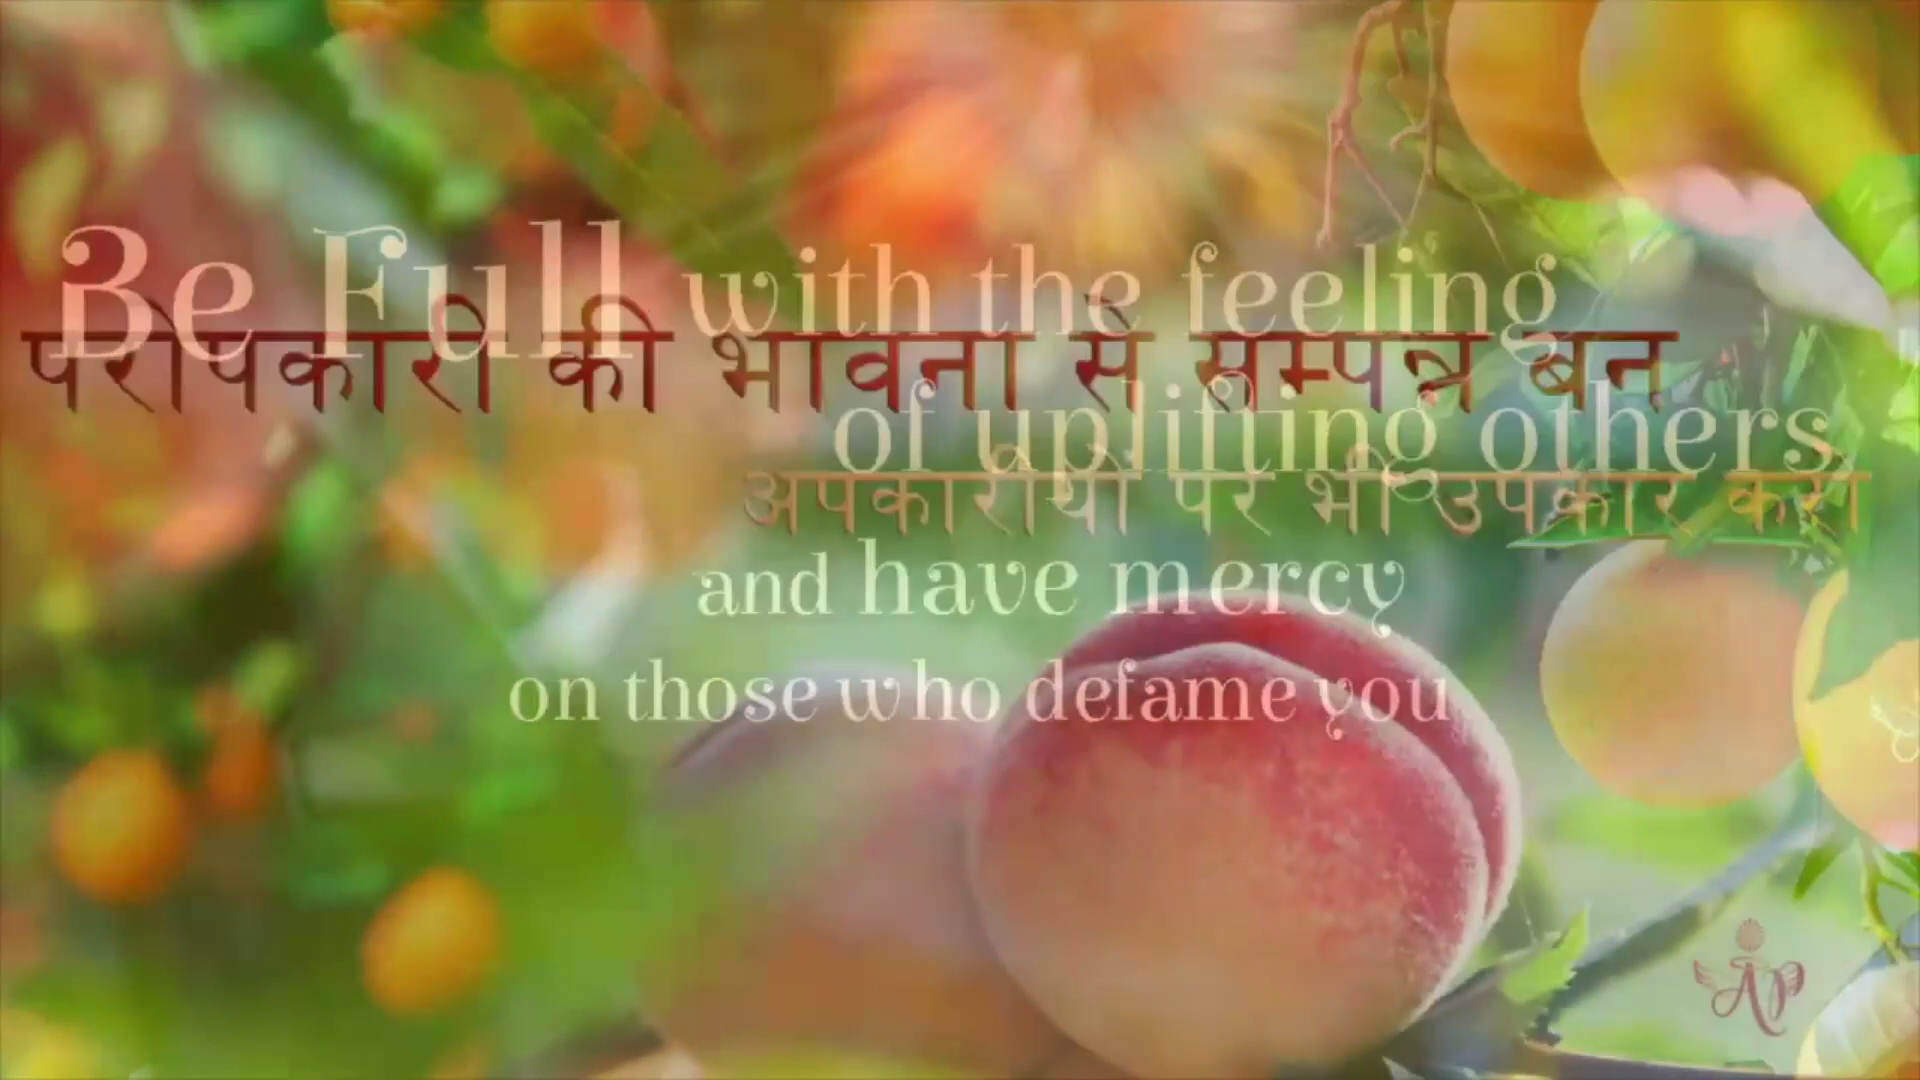 Be Full with the feeling
परोपकारी की भावना से सम्पन्न बन
of uplifting others
अपकारीयो पर भी उपकार करो
and have mercy
on those who defame you
AP